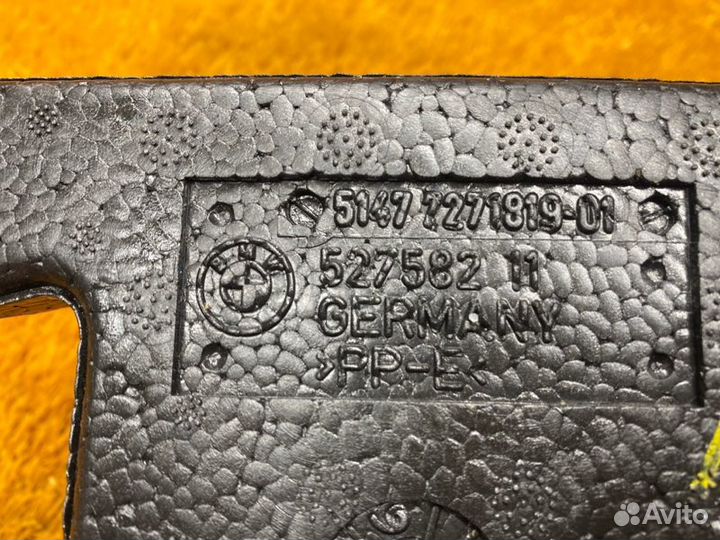 5147 7271819-01
BMW
527582 11
GERMANY
>PP-E<
Avito